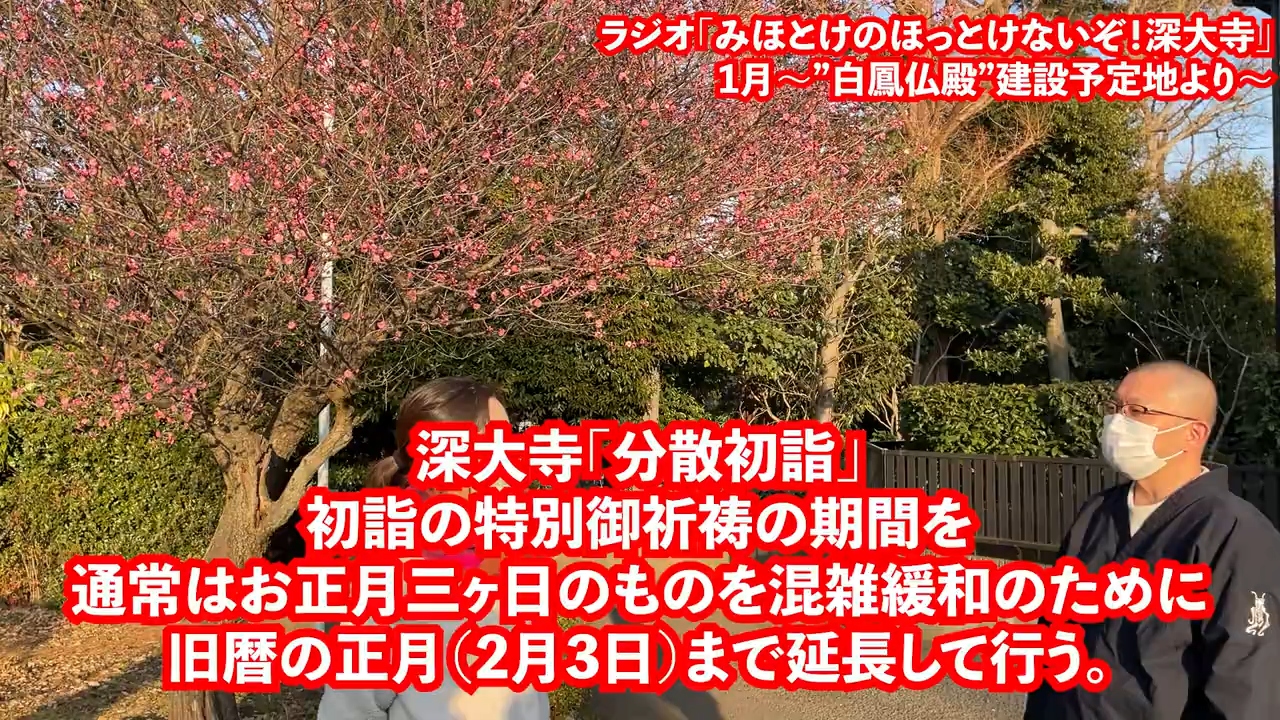 ラジオ「みほとけのほっとけないぞ！深大寺」
1月～”白鳳仏殿”建設予定地より～
深大寺「分散初詣」
初詣の特別御祈祷の期間を
通常はお正月三ヶ日のものを混雑緩和のために
旧暦の正月（2月3日）まで延長して行う。